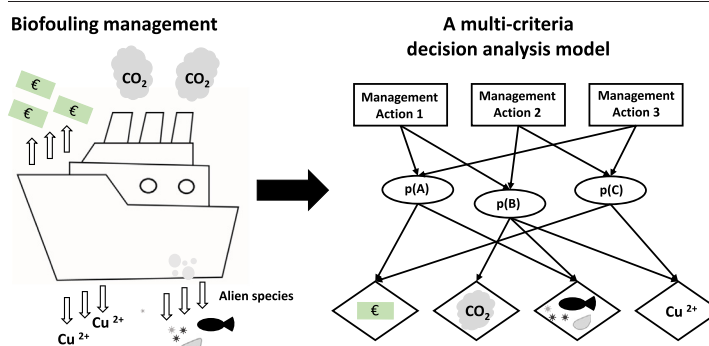 Biofouling management
A multi-criteria
decision analysis model
CO2
CO2
€
€
€
Alien species
Cu 2+
Cu 2+
Management
Action 1
Management
Action 2
Management
Action 3
p(A)
p(B)
p(C)
€
CO2
Cu 2+